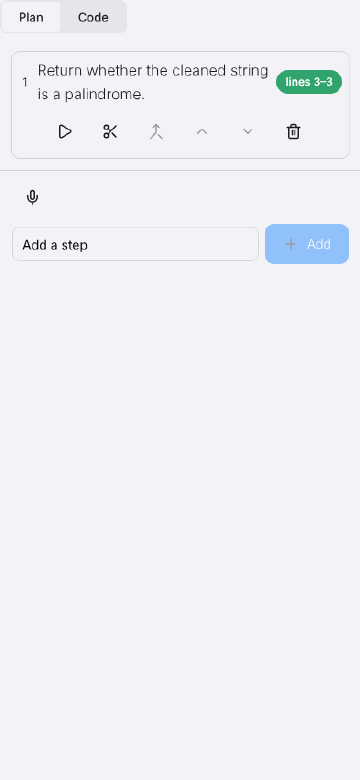 Plan
Code
1
Return whether the cleaned string
is a palindrome.
lines 3–3
Add a step
Add